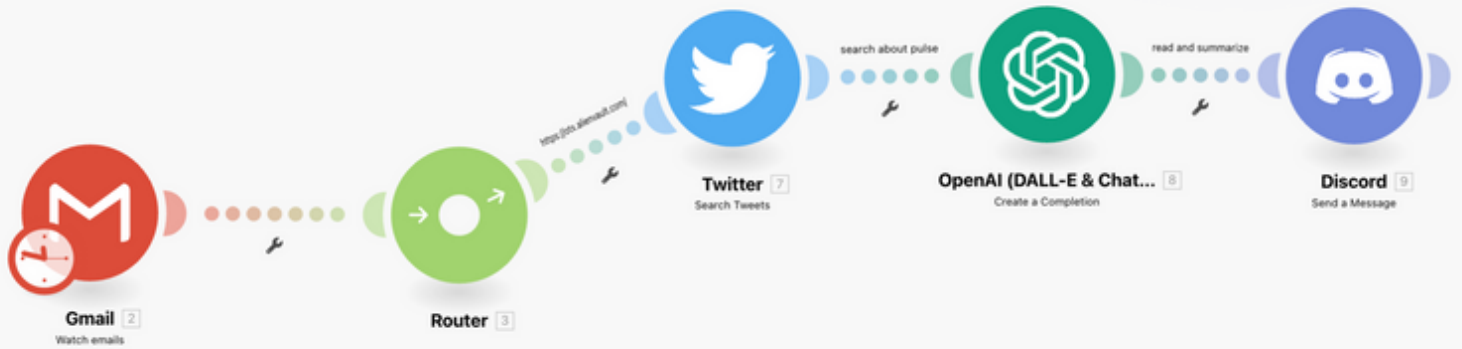 Gmail 2
Watch emails
Router 3
https://otx.alienvault.com/
Twitter 7
Search Tweets
search about pulse
OpenAI (DALL-E & Chat... 8
Create a Completion
read and summarize
Discord 9
Send a Message